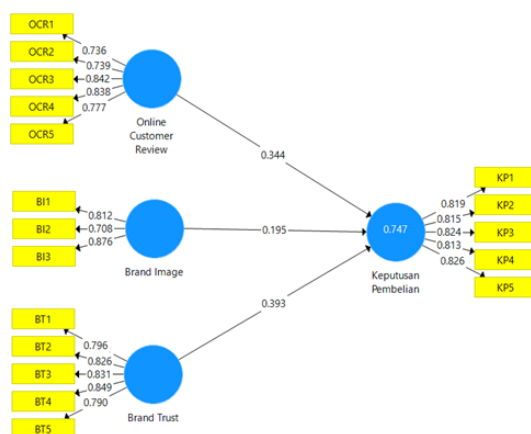 OCR1
OCR2
OCR3
OCR4
OCR5
0.736
0.739
0.842
0.838
0.777
Online
Customer
Review
0.344
BI1
BI2
BI3
0.812
0.708
0.876
Brand Image
0.195
BT1
BT2
BT3
BT4
BT5
0.796
0.826
0.831
0.849
0.790
Brand Trust
0.393
0.747
Keputusan
Pembelian
0.819
0.815
0.824
0.813
0.826
KP1
KP2
KP3
KP4
KP5